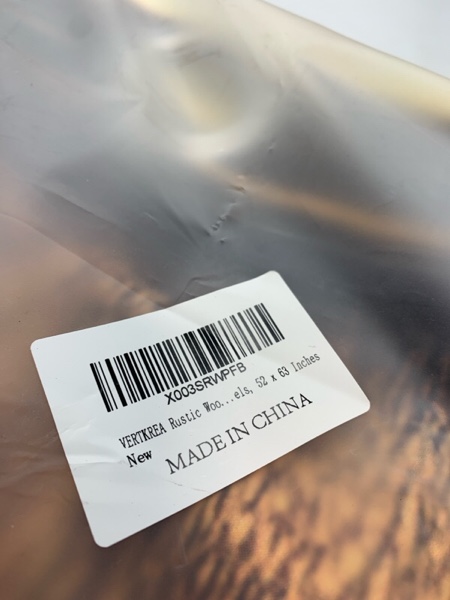 X003SRWPFB
VERTKREA Rustic Woo...els, 52 x 63 Inches
New
MADE IN CHINA